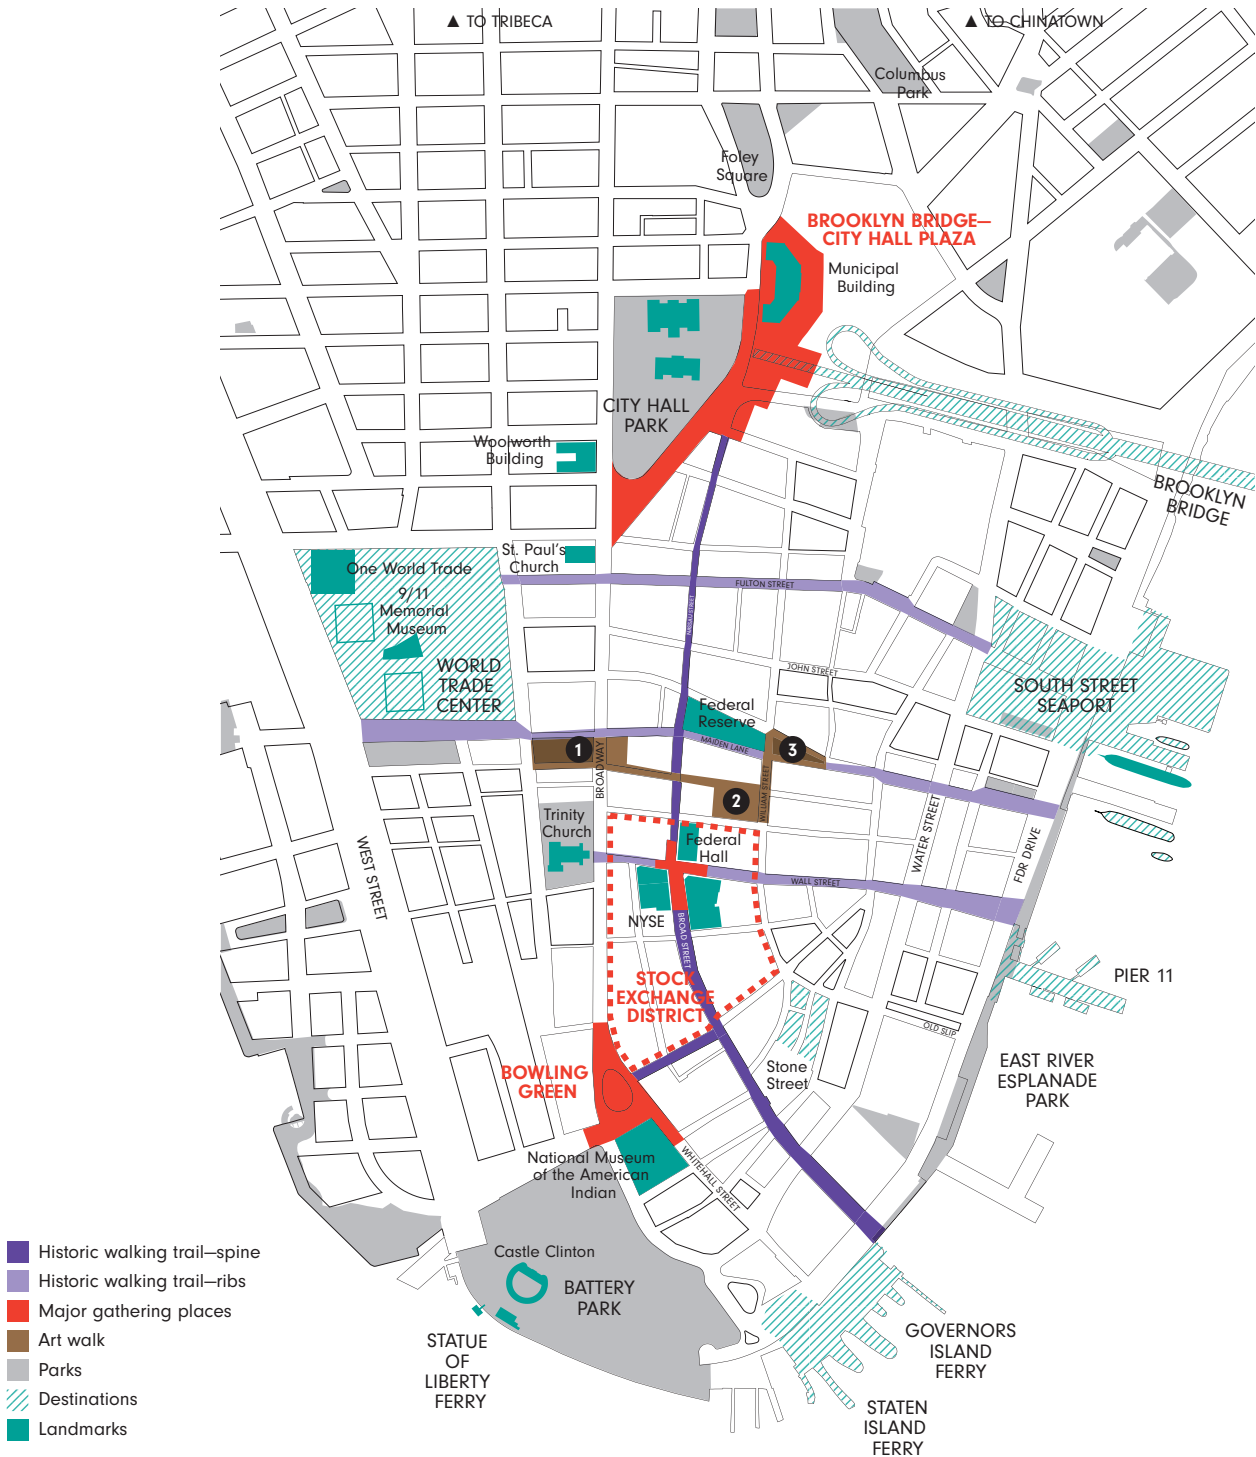 ▲ TO TRIBECA
▲ TO CHINATOWN
Columbus
Park
Foley
Square
BROOKLYN BRIDGE—
CITY HALL PLAZA
Municipal
Building
CITY HALL
PARK
Woolworth
Building
BROOKLYN
BRIDGE
St. Paul's
Church
One World Trade
9/11
Memorial
Museum
WORLD
TRADE
CENTER
FULTON STREET
NASSAU STREET
JOHN STREET
SOUTH STREET
SEAPORT
Federal
Reserve
MAIDEN LANE
1
2
3
BROADWAY
WILLIAM STREET
Trinity
Church
Federal
Hall
WATER STREET
FDR DRIVE
WEST STREET
WALL STREET
NYSE
BROAD STREET
STOCK
EXCHANGE
DISTRICT
PIER 11
OLD SLIP
Stone
Street
EAST RIVER
ESPLANADE
PARK
BOWLING
GREEN
National Museum
of the American
Indian
WHITEHALL STREET
Castle Clinton
BATTERY
PARK
STATUE
OF
LIBERTY
FERRY
GOVERNORS
ISLAND
FERRY
STATEN
ISLAND
FERRY
Historic walking trail—spine
Historic walking trail—ribs
Major gathering places
Art walk
Parks
Destinations
Landmarks